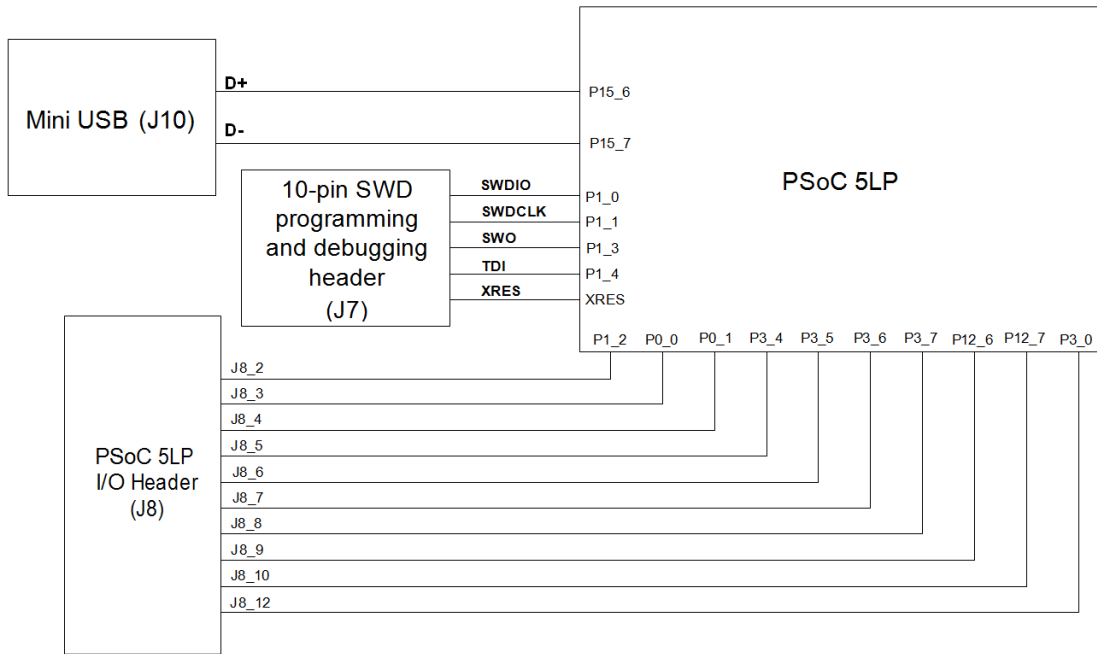 D+
P15_6
Mini USB (J10)
D-
P15_7
PSoC 5LP
10-pin SWD
programming
and debugging
header
(J7)
SWDIO
P1_0
SWDCLK
P1_1
SWO
P1_3
TDI
P1_4
XRES
XRES
P1_2 P0_0 P0_1 P3_4 P3_5 P3_6 P3_7 P12_6 P12_7 P3_0
J8_2
J8_3
J8_4
J8_5
J8_6
J8_7
J8_8
J8_9
J8_10
J8_12
PSoC 5LP
I/O Header
(J8)